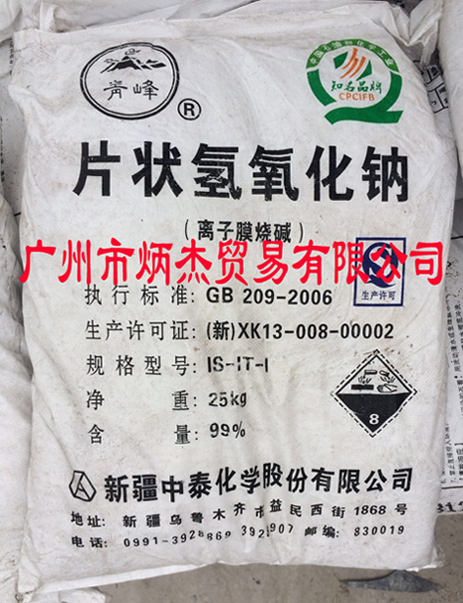 青峰
®
中国石油和化学工业
知名品牌
CPCIFB
片状氢氧化钠
(离子膜烧碱)
广州市炳杰贸易有限公司
执行标准: GB 209-2006
生产许可
生产许可证: (新)XK13-008-00002
规格型号: IS-IT-I
净 重: 25kg
含 量: 99%
8
新疆中泰化学股份有限公司
地址: 新疆乌鲁木齐市益民西街1868号
电话: 0991-3928869 3928907 邮编: 830019